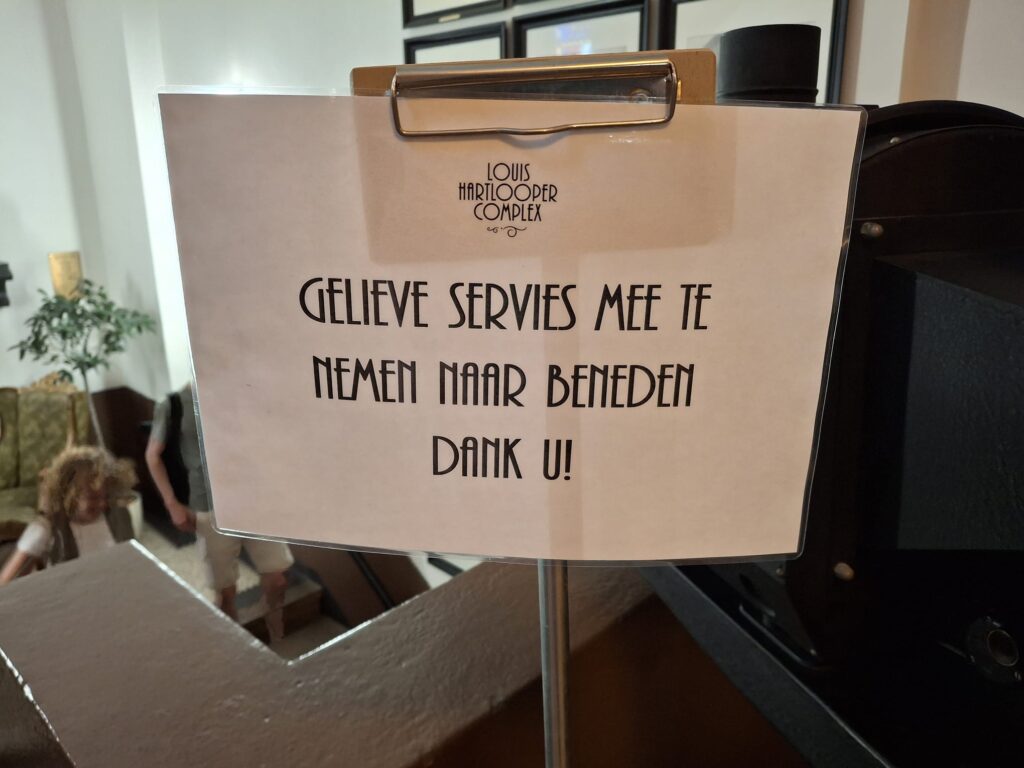 LOUIS
HARTLOOPER
COMPLEX
GELIEVE SERVIES MEE TE
NEMEN NAAR BENEDEN
DANK U!